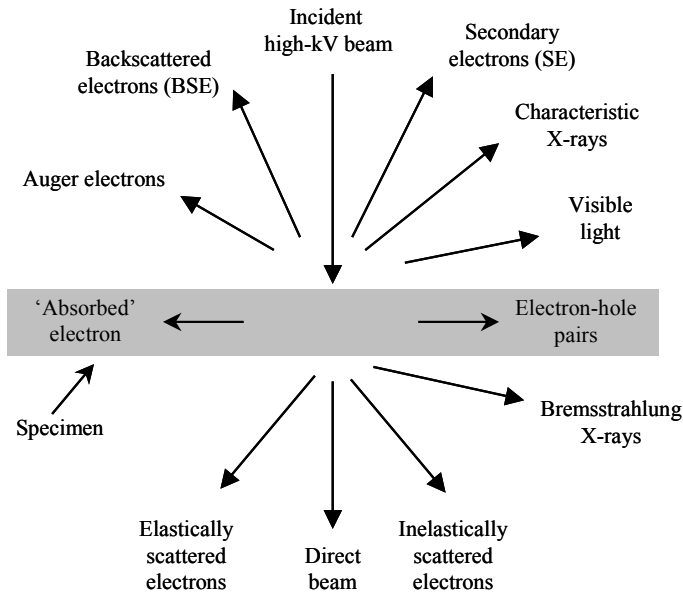 Incident
high-kV beam
Secondary
electrons (SE)
Backscattered
electrons (BSE)
Characteristic
X-rays
Auger electrons
Visible
light
‘Absorbed’
electron
Electron-hole
pairs
Specimen
Bremsstrahlung
X-rays
Elastically
scattered
electrons
Direct
beam
Inelastically
scattered
electrons